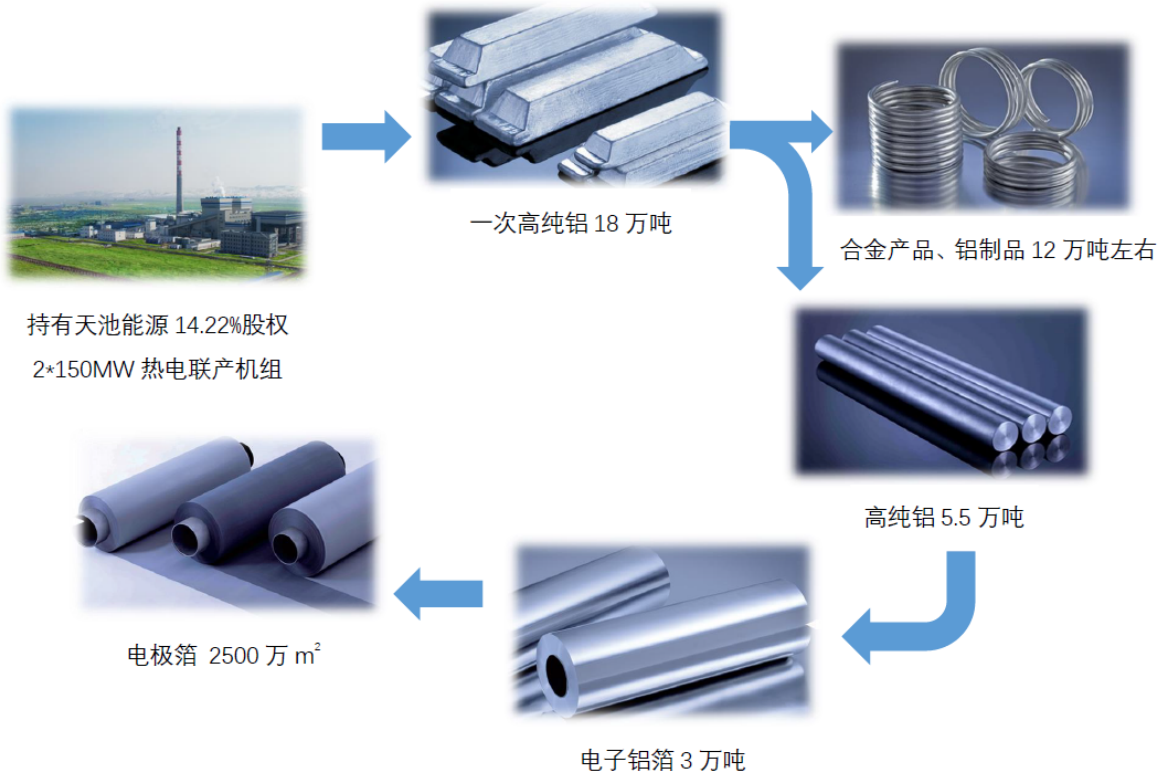 一次高纯铝 18 万吨
合金产品、铝制品 12 万吨左右
持有天池能源 14.22%股权
2*150MW 热电联产机组
高纯铝 5.5 万吨
电极箔 2500 万 m²
电子铝箔 3 万吨